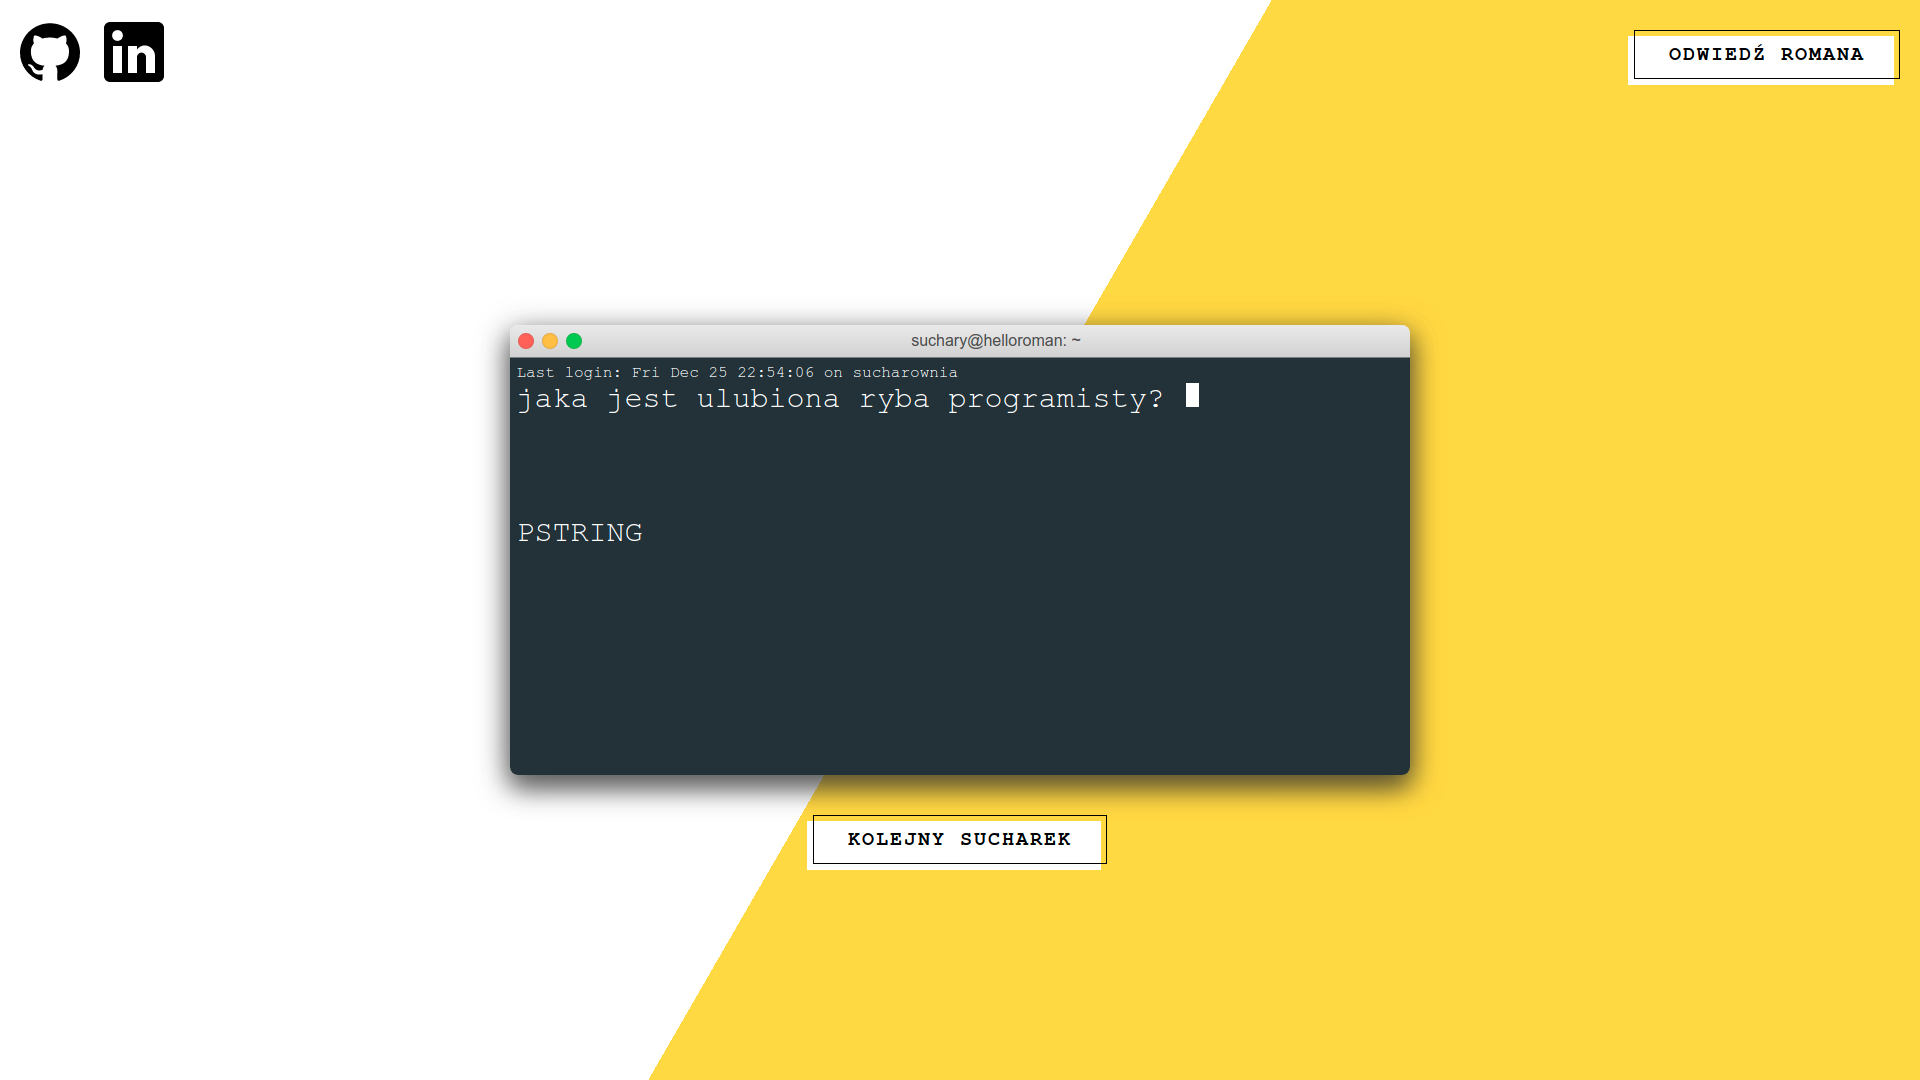 in
ODWIEDŹ ROMANA
suchary@helloroman: ~
Last login: Fri Dec 25 22:54:06 on sucharownia
jaka jest ulubiona ryba programisty?
PSTRING
KOLEJNY SUCHAREK